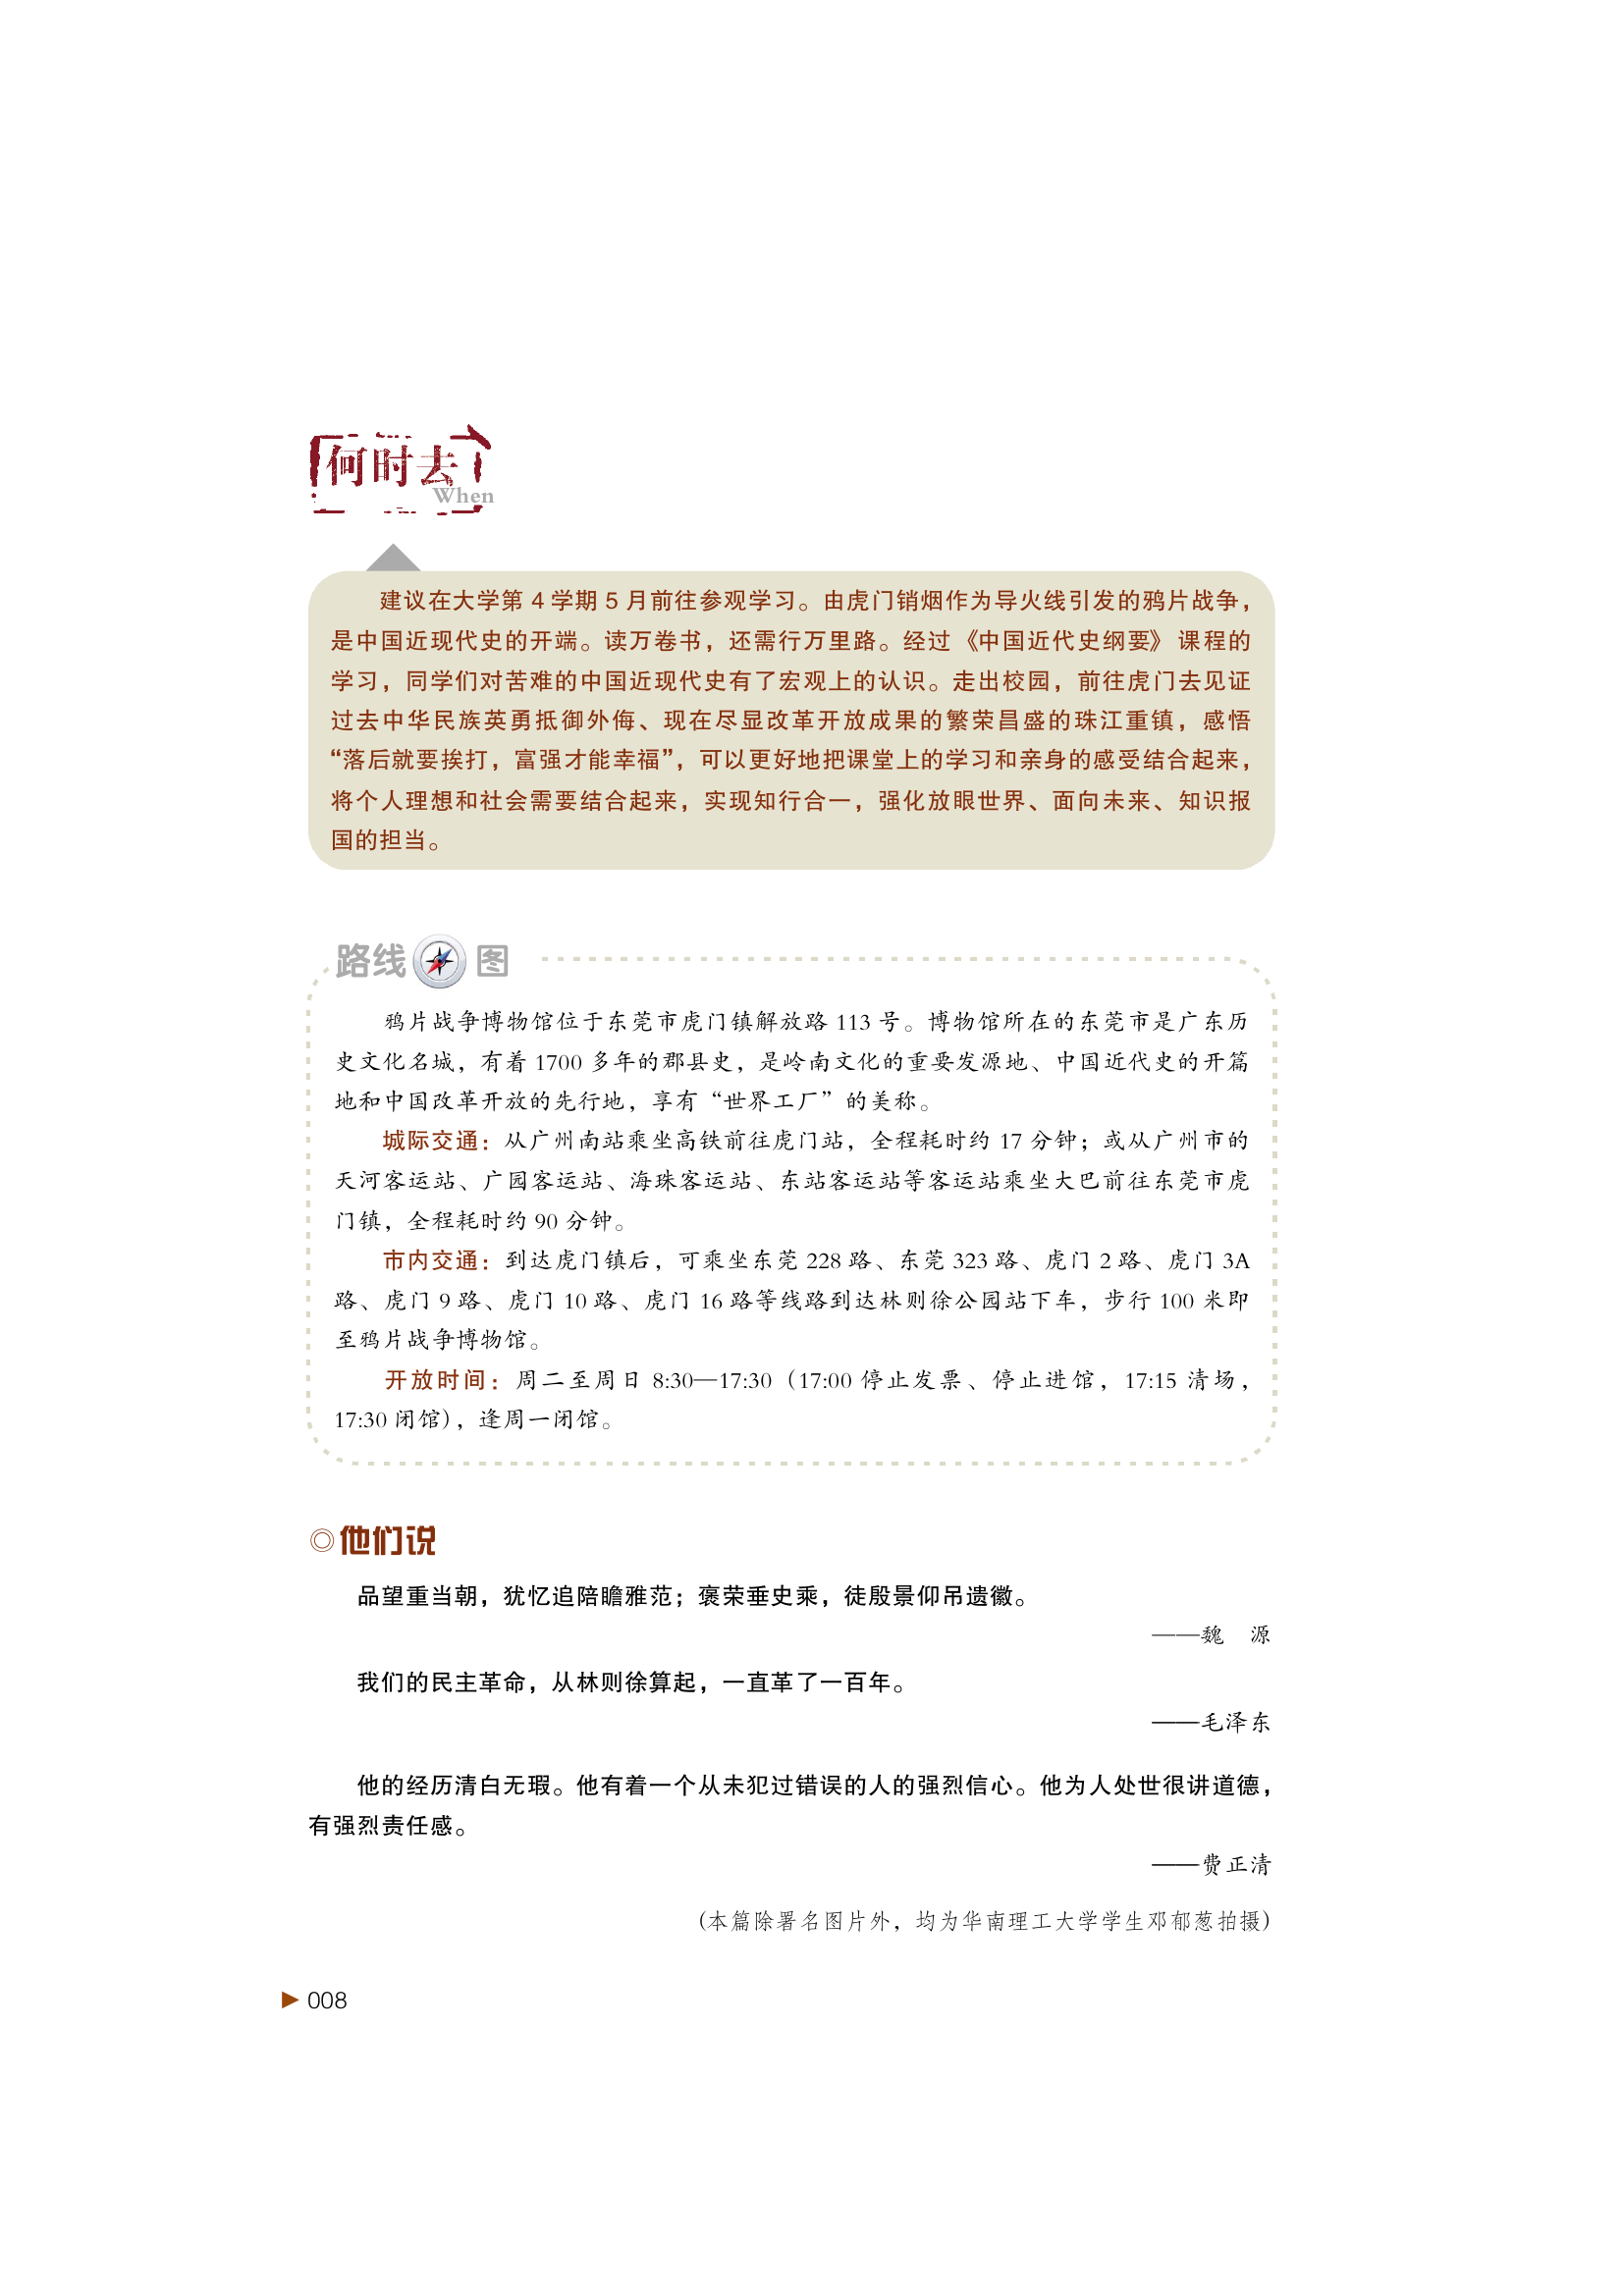 何时去
When
建议在大学第 4 学期 5 月前往参观学习。由虎门销烟作为导火线引发的鸦片战争，
是中国近现代史的开端。读万卷书，还需行万里路。经过《中国近代史纲要》课程的
学习，同学们对苦难的中国近现代史有了宏观上的认识。走出校园，前往虎门去见证
过去中华民族英勇抵御外侮、现在尽显改革开放成果的繁荣昌盛的珠江重镇，感悟
“落后就要挨打，富强才能幸福”，可以更好地把课堂上的学习和亲身的感受结合起来，
将个人理想和社会需要结合起来，实现知行合一，强化放眼世界、面向未来、知识报
国的担当。
路线图
鸦片战争博物馆位于东莞市虎门镇解放路 113 号。博物馆所在的东莞市是广东历
史文化名城，有着 1700 多年的郡县史，是岭南文化的重要发源地、中国近代史的开篇
地和中国改革开放的先行地，享有“世界工厂”的美称。
城际交通：从广州南站乘坐高铁前往虎门站，全程耗时约 17 分钟；或从广州市的
天河客运站、广园客运站、海珠客运站、东站客运站等客运站乘坐大巴前往东莞市虎
门镇，全程耗时约 90 分钟。
市内交通：到达虎门镇后，可乘坐东莞 228 路、东莞 323 路、虎门 2 路、虎门 3A
路、虎门 9 路、虎门 10 路、虎门 16 路等线路到达林则徐公园站下车，步行 100 米即
至鸦片战争博物馆。
开放时间：周二至周日 8:30—17:30（17:00 停止发票、停止进馆，17:15 清场，
17:30 闭馆），逢周一闭馆。
◎他们说
品望重当朝，犹忆追陪瞻雅范；褒荣垂史乘，徒殷景仰吊遗徽。
——魏　源
我们的民主革命，从林则徐算起，一直革了一百年。
——毛泽东
他的经历清白无瑕。他有着一个从未犯过错误的人的强烈信心。他为人处世很讲道德，
有强烈责任感。
——费正清
（本篇除署名图片外，均为华南理工大学学生邓郁葱拍摄）
▶ 008